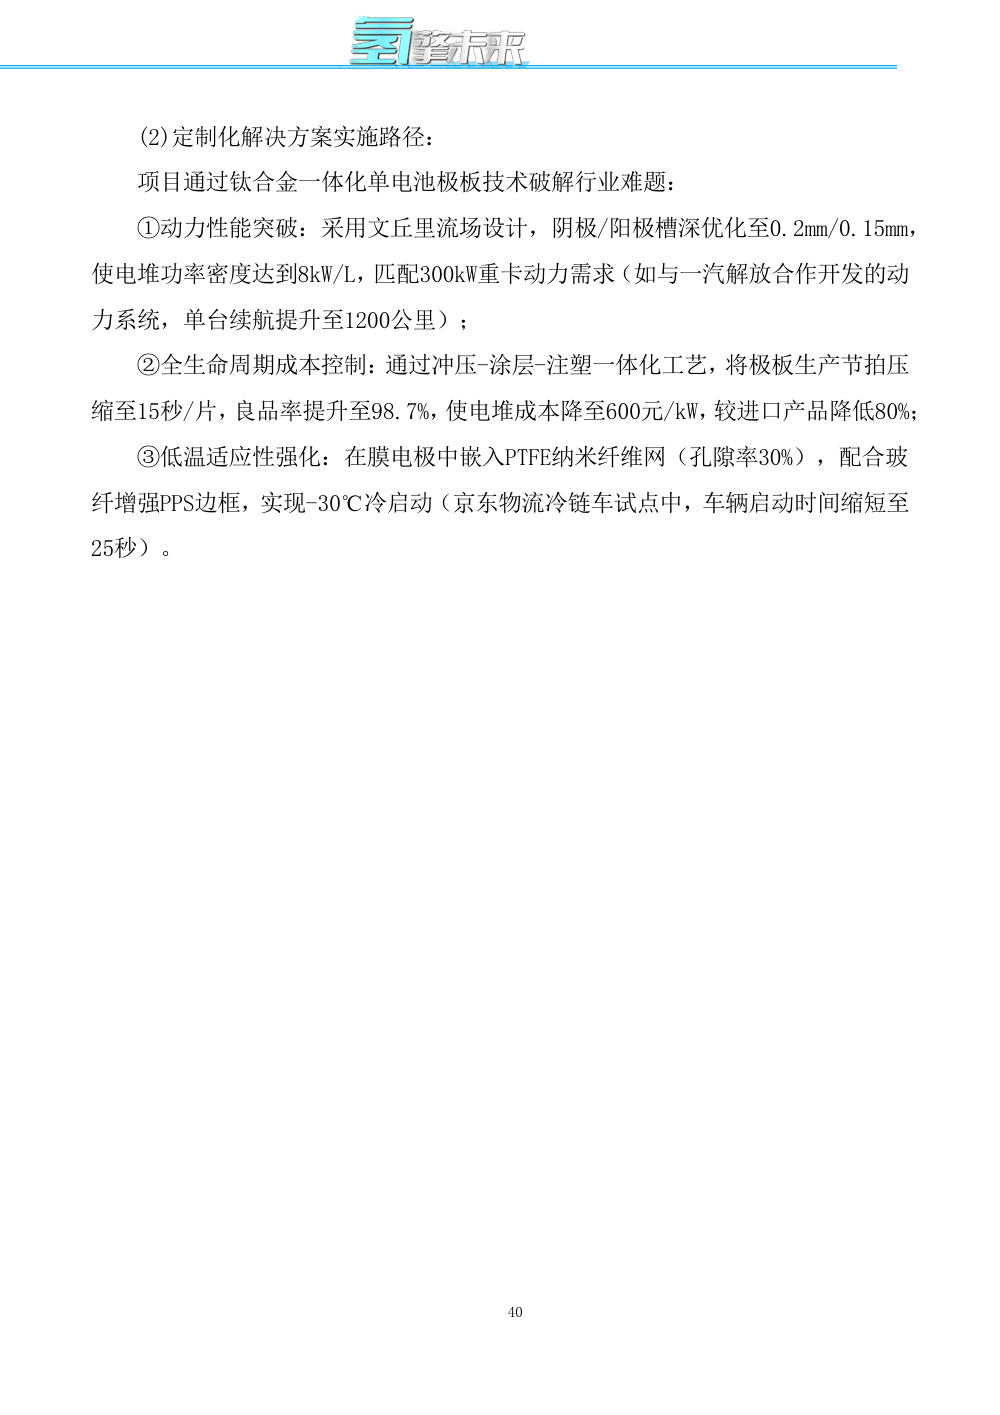 氢擎未来
(2)定制化解决方案实施路径：
项目通过钛合金一体化单电池极板技术破解行业难题：
①动力性能突破：采用文丘里流场设计，阴极/阳极槽深优化至0.2mm/0.15mm，
使电堆功率密度达到8kW/L，匹配300kW重卡动力需求（如与一汽解放合作开发的动
力系统，单台续航提升至1200公里）；
②全生命周期成本控制：通过冲压-涂层-注塑一体化工艺，将极板生产节拍压
缩至15秒/片，良品率提升至98.7%，使电堆成本降至600元/kW，较进口产品降低80%；
③低温适应性强化：在膜电极中嵌入PTFE纳米纤维网（孔隙率30%），配合玻
纤增强PPS边框，实现-30℃冷启动（京东物流冷链车试点中，车辆启动时间缩短至
25秒）。
40